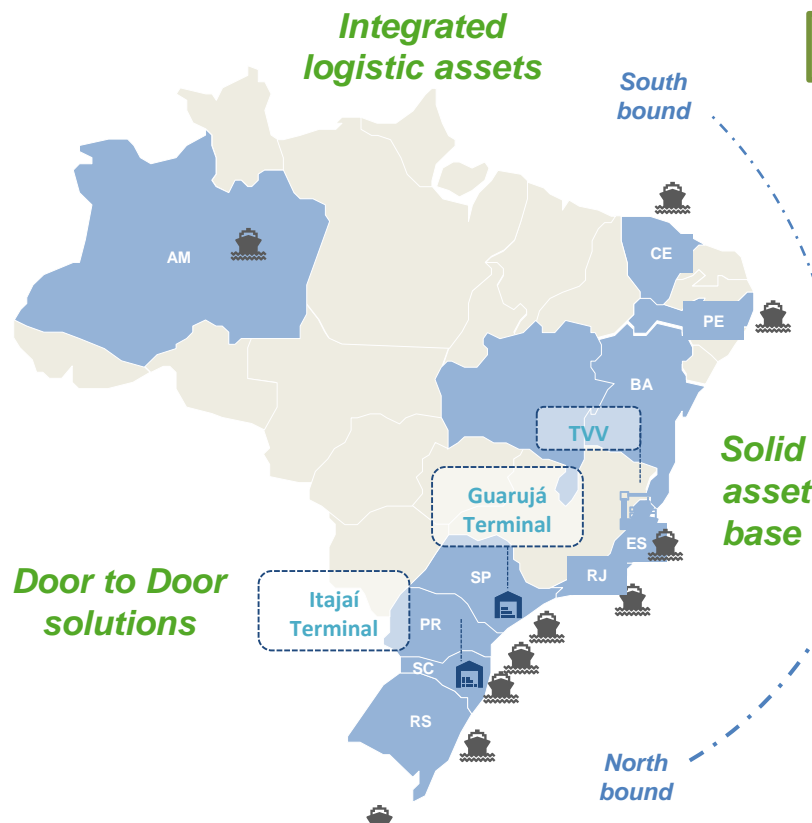 Integrated
logistic assets
South
bound
AM
CE
PE
BA
TVV
Solid
asset
base
Guarujá
Terminal
ES
SP
RJ
Door to Door
solutions
Itajaí
Terminal
PR
SC
RS
North
bound